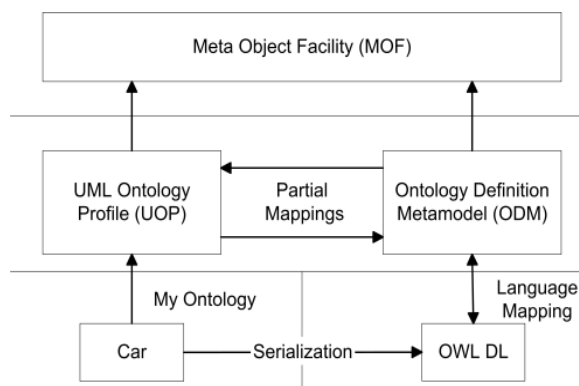 Meta Object Facility (MOF)
UML Ontology
Profile (UOP)
Partial
Mappings
Ontology Definition
Metamodel (ODM)
My Ontology
Language
Mapping
Car
Serialization
OWL DL